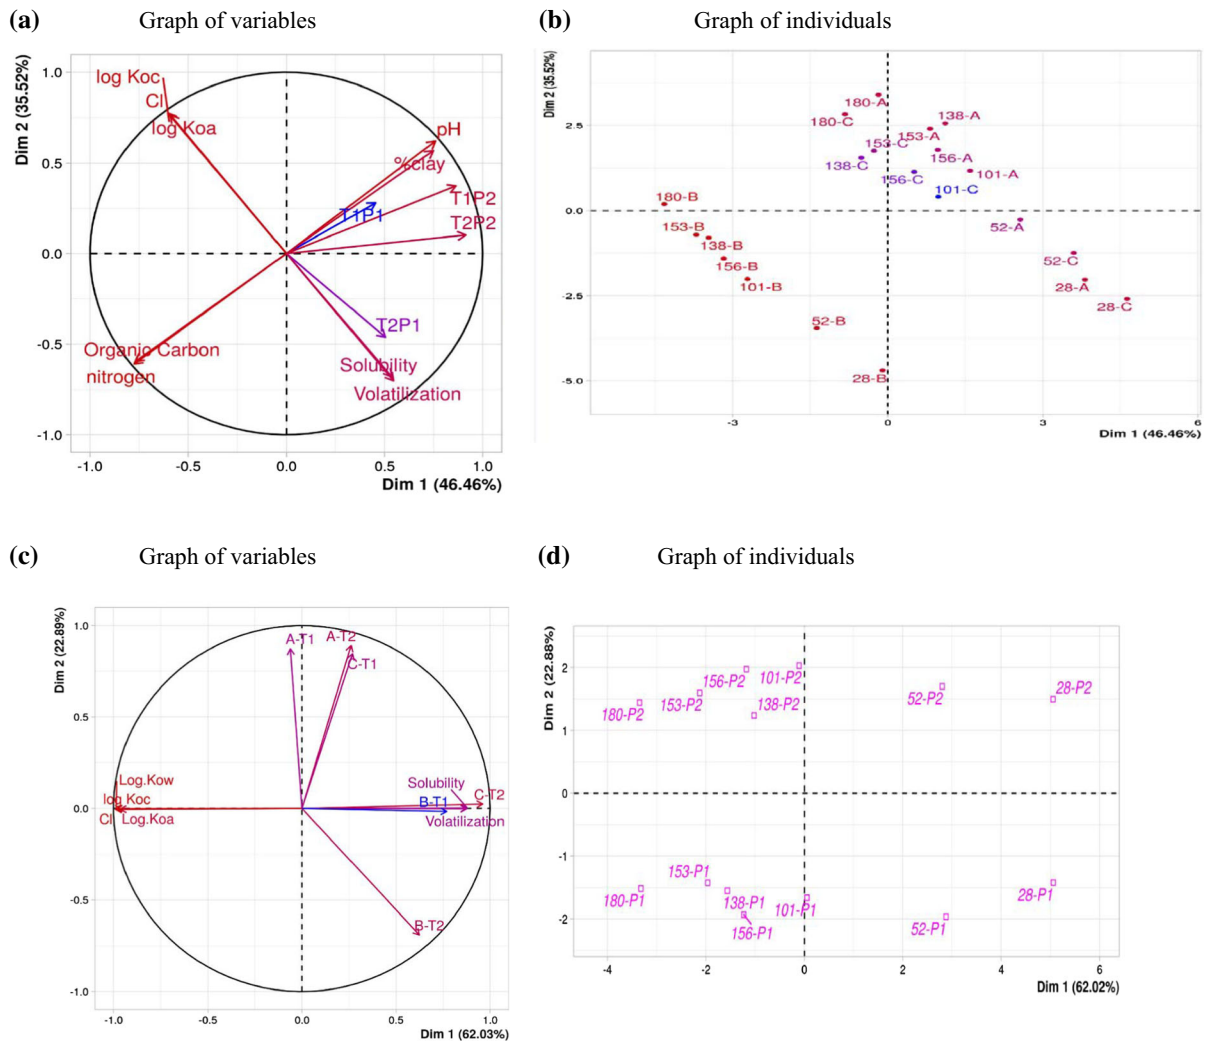 (a) Graph of variables
Dim 2 (35.52%)
1.0
0.5
0.0
-0.5
-1.0
log Koc
Cl
log Koa
pH
%clay
T1P2
T1P1
T2P2
T2P1
Organic Carbon
nitrogen
Solubility
Volatilization
-1.0 -0.5 0.0 0.5 1.0
Dim 1 (46.46%)
(b) Graph of individuals
Dim 2 (35.52%)
2.5
0.0
-2.5
-5.0
180-A
180-C
138-A
153-A
153-C
138-C
156-A
156-C
101-A
101-C
180-B
153-B
138-B
156-B
101-B
52-A
52-C
28-A
28-C
52-B
28-B
-3 0 3 6
Dim 1 (46.46%)
(c) Graph of variables
Dim 2 (22.89%)
1.0
0.5
0.0
-0.5
-1.0
A-T1
A-T2
C-T1
Log.Kow
log Koc
Cl Log.Koa
Solubility
C-T2
B-T1
Volatilization
B-T2
-1.0 -0.5 0.0 0.5 1.0
Dim 1 (62.03%)
(d) Graph of individuals
Dim 2 (22.88%)
2
1
0
-1
-2
180-P2
153-P2
156-P2
101-P2
138-P2
52-P2
28-P2
180-P1
153-P1
138-P1
156-P1
101-P1
52-P1
28-P1
-4 -2 0 2 4 6
Dim 1 (62.02%)